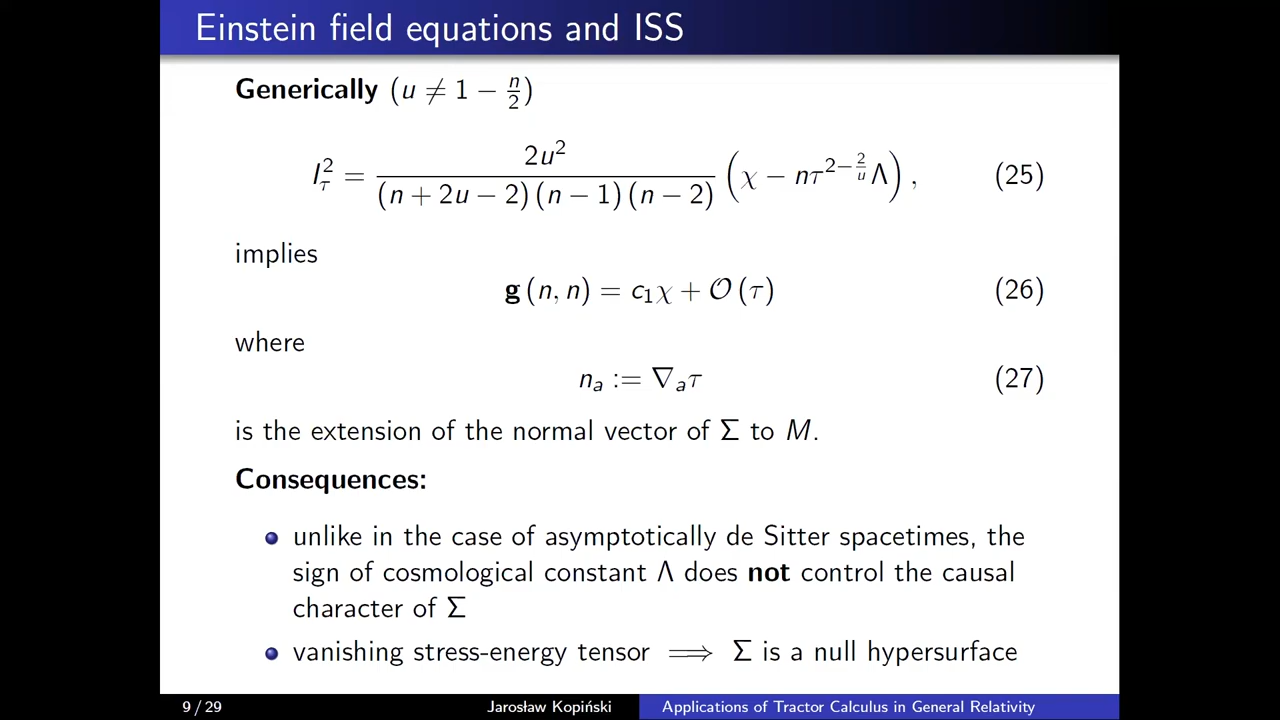 Einstein field equations and ISS
Generically (u ≠ 1 − n/2)
I_τ^2 = 2u^2 / ((n + 2u − 2) (n − 1) (n − 2)) (χ − nτ^{2−2/u} Λ) , (25)
implies
g (n, n) = c_1χ + O (τ) (26)
where
n_a := ∇_aτ (27)
is the extension of the normal vector of Σ to M.
Consequences:
unlike in the case of asymptotically de Sitter spacetimes, the
sign of cosmological constant Λ does not control the causal
character of Σ
vanishing stress-energy tensor ⟹ Σ is a null hypersurface
9 / 29 Jarosław Kopiński Applications of Tractor Calculus in General Relativity